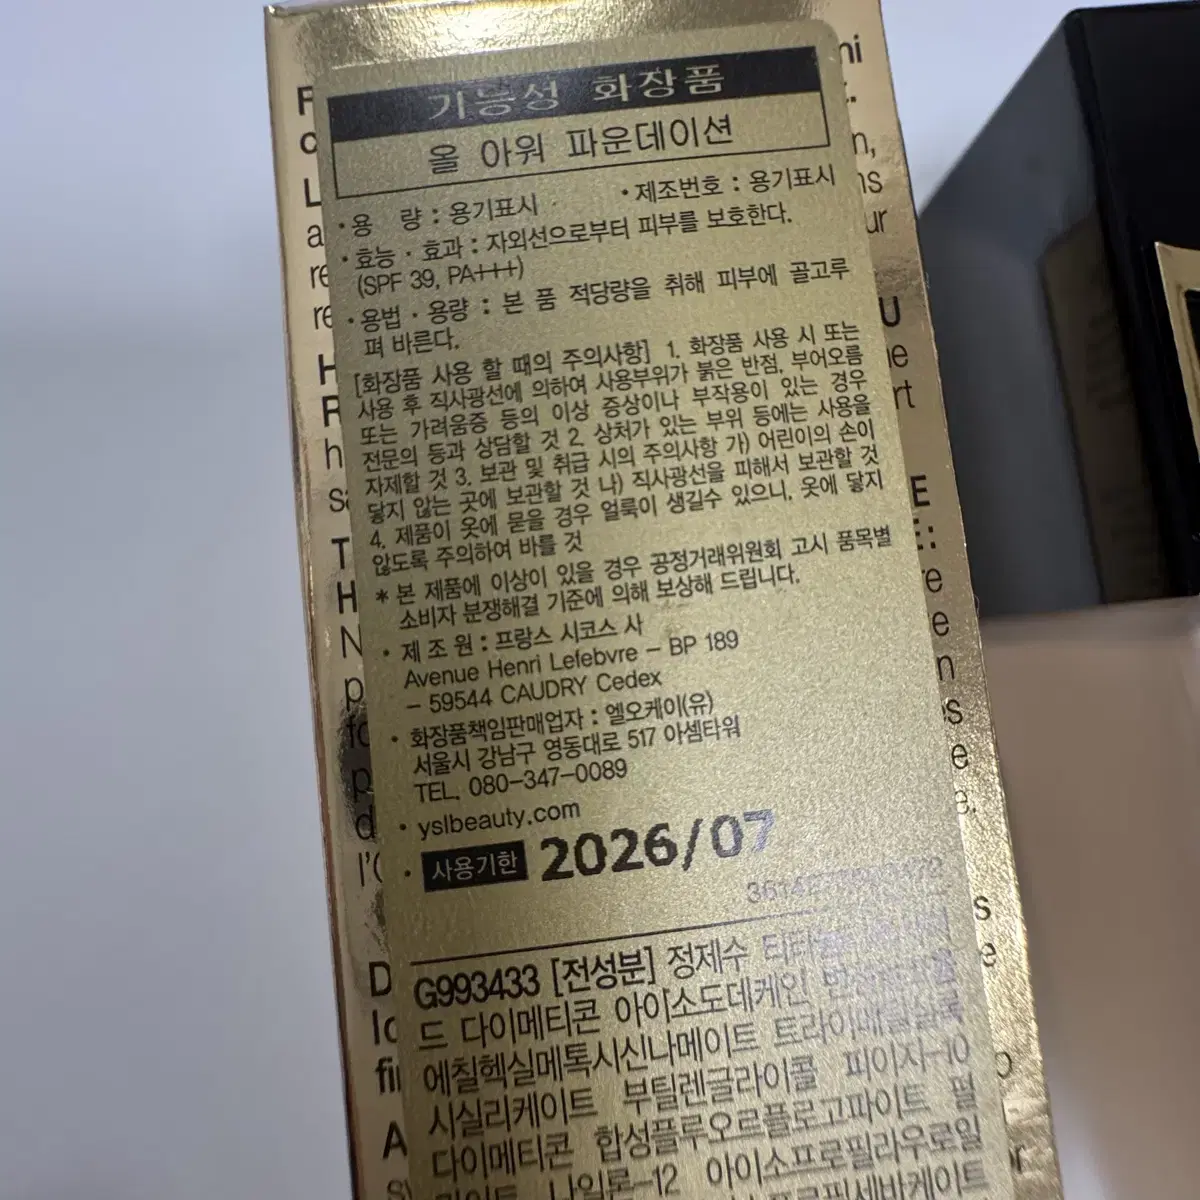 기능성 화장품
올 아워 파운데이션
·용 량 : 용기표시 ·제조번호 : 용기표시
·효능·효과 : 자외선으로부터 피부를 보호한다.
(SPF 39, PA+++)
·용법·용량 : 본 품 적당량을 취해 피부에 골고루
펴 바른다.
[화장품 사용 할 때의 주의사항] 1. 화장품 사용 시 또는
사용 후 직사광선에 의하여 사용부위가 붉은 반점, 부어오름
또는 가려움증 등의 이상 증상이나 부작용이 있는 경우
전문의 등과 상담할 것 2. 상처가 있는 부위 등에는 사용을
자제할 것 3. 보관 및 취급 시의 주의사항 가) 어린이의 손이
닿지 않는 곳에 보관할 것 나) 직사광선을 피해서 보관할 것
4. 제품이 옷에 묻을 경우 얼룩이 생길수 있으니, 옷에 닿지
않도록 주의하여 바를 것
* 본 제품에 이상이 있을 경우 공정거래위원회 고시 품목별
소비자 분쟁해결 기준에 의해 보상해 드립니다.
·제 조 원 : 프랑스 시코스 사
Avenue Henri Lefebvre – BP 189
– 59544 CAUDRY Cedex
·화장품책임판매업자 : 엘오케이(유)
서울시 강남구 영동대로 517 아셈타워
TEL. 080-347-0089
·yslbeauty.com
·사용기한 2026/07
G993433 [전성분] 정제수
드 다이메티콘 아이소도데케인
에칠헥실메톡시신나메이트
시실리케이트 부틸렌글라이콜 피이지-10
다이메티콘 합성플루오르플로고파이트 펄
나일론-12 아이소프로필라우로일